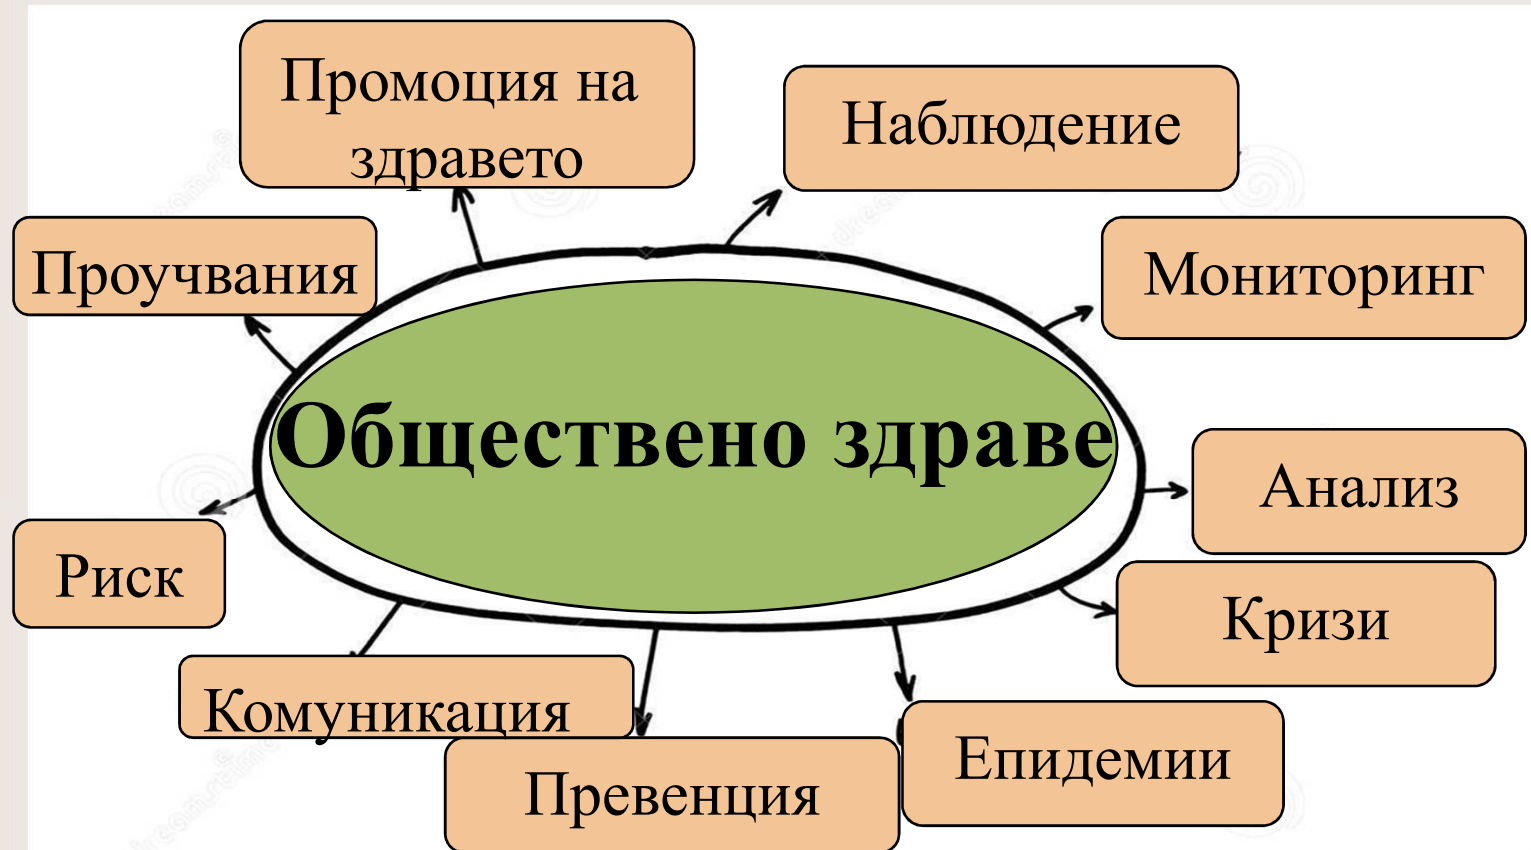 Промоция на
здравето
Наблюдение
Проучвания
Мониторинг
Обществено здраве
Анализ
Риск
Кризи
Комуникация
Епидемии
Превенция